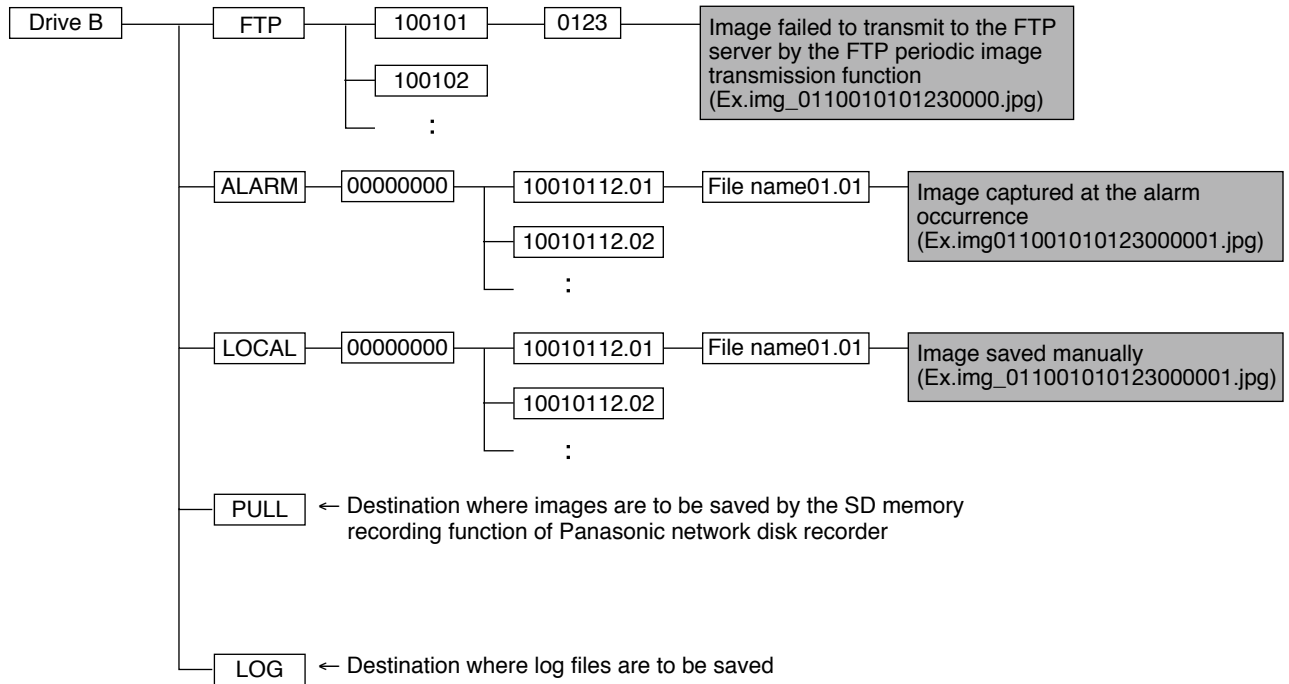 Drive B
FTP
100101
0123
Image failed to transmit to the FTP
server by the FTP periodic image
transmission function
(Ex.img_0110010101230000.jpg)
100102
:
ALARM
00000000
10010112.01
File name01.01
Image captured at the alarm
occurrence
(Ex.img011001010123000001.jpg)
10010112.02
:
LOCAL
00000000
10010112.01
File name01.01
Image saved manually
(Ex.img_011001010123000001.jpg)
10010112.02
:
PULL
← Destination where images are to be saved by the SD memory
recording function of Panasonic network disk recorder
LOG
← Destination where log files are to be saved